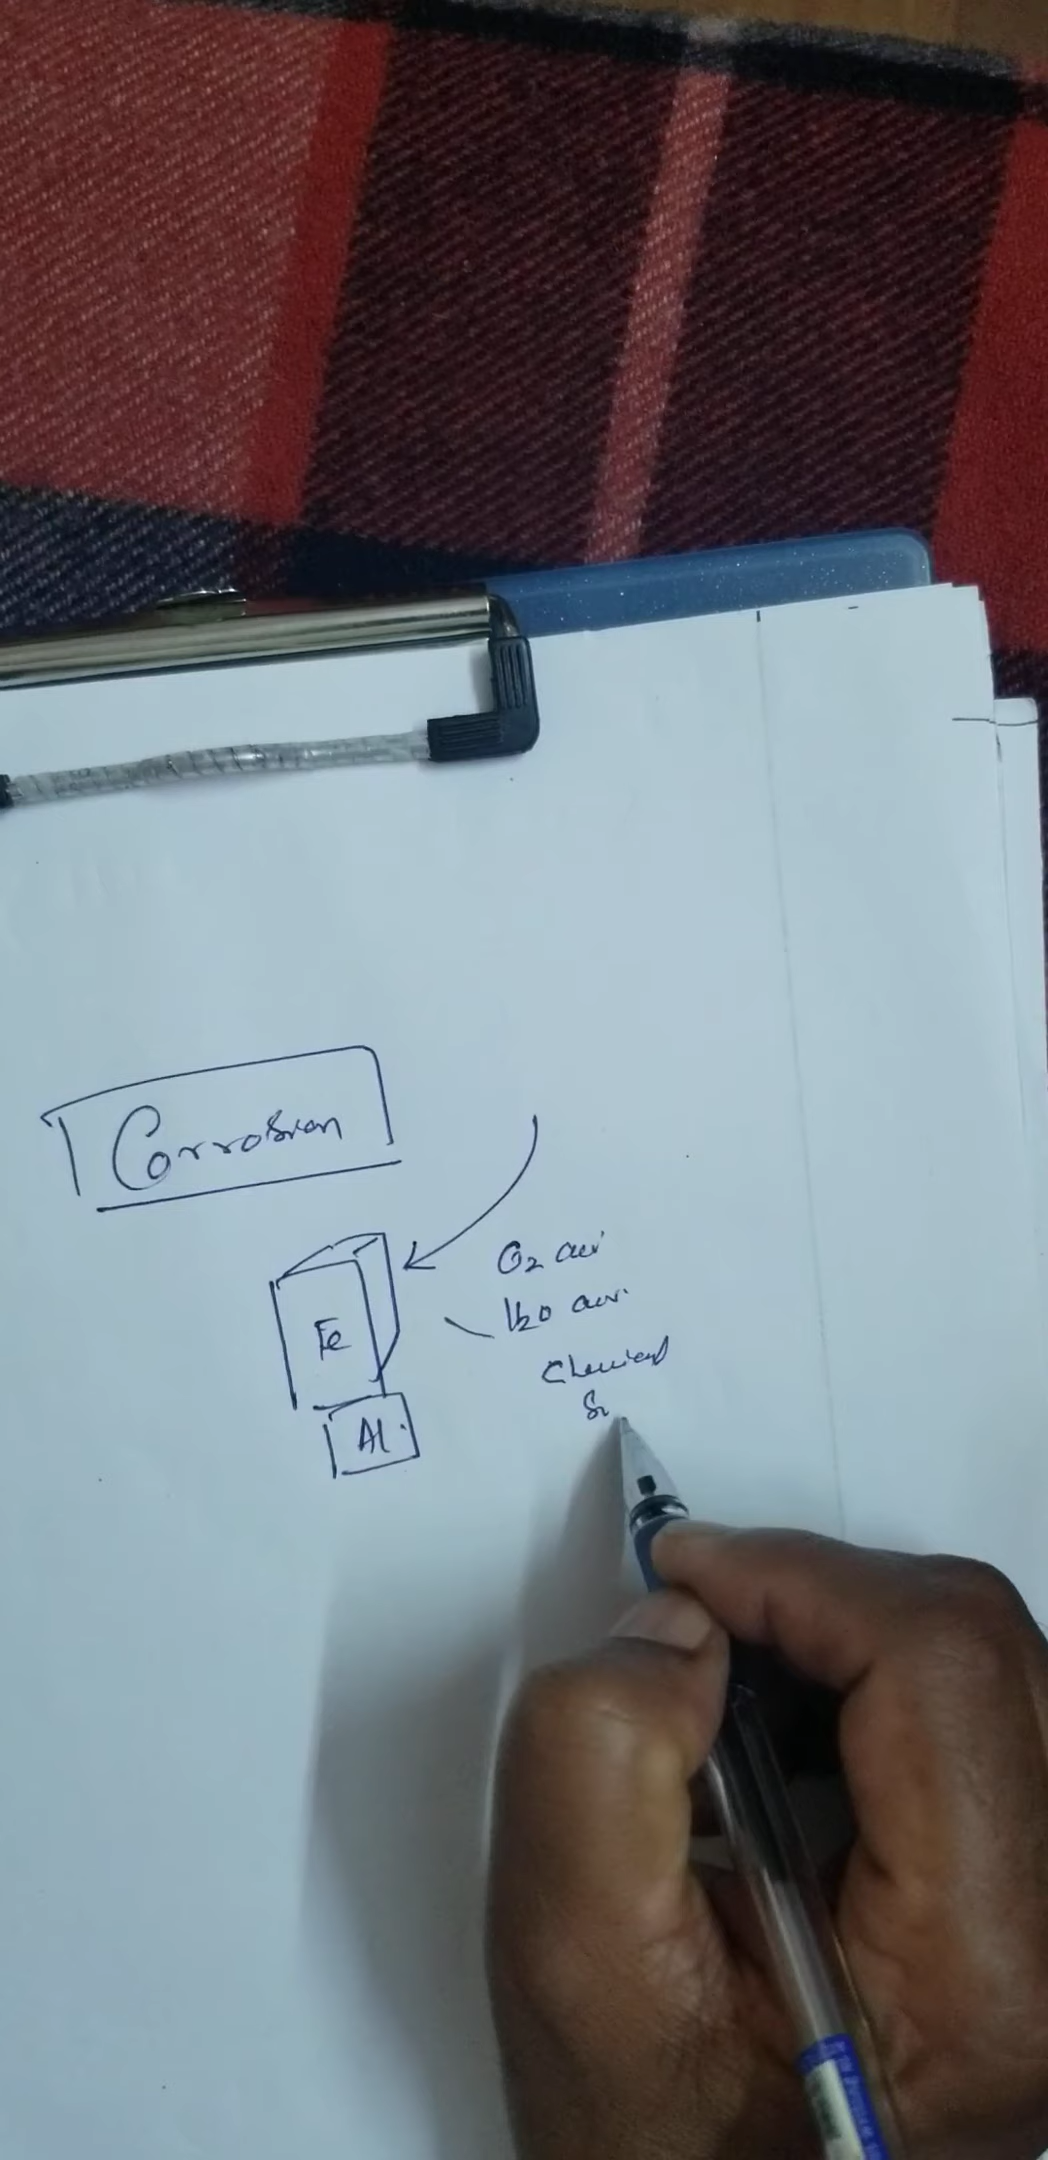 Corrosion
O2 air
H2O air.
Fe
Chemical
Al.